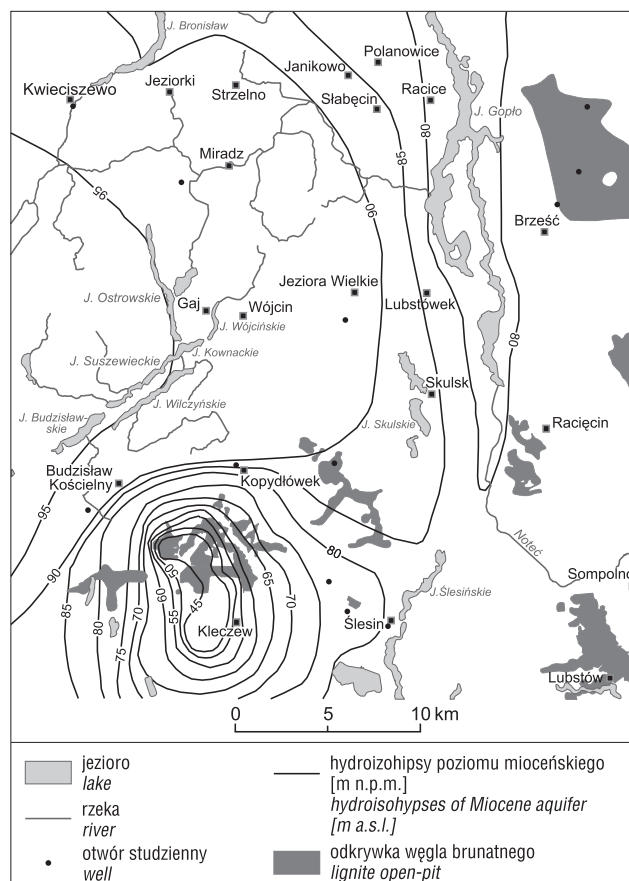 J. Bronisław
Polanowice
Janikowo
Kwieciszewo
Jeziorki
Strzelno
Słabęcin
Racice
J. Gopło
80
85
Miradz
95
90
Brześć
J. Ostrowskie
Gaj
Wójcin
Jeziora Wielkie
Lubstówek
J. Wójcińskie
J. Kownackie
J. Suszewieckie
80
J. Wilczyńskie
Skulsk
J. Budzisław-
skie
J. Skulskie
Racięcin
Budzisław
Kościelny
Kopydłówek
95
90
85
80
75
70
50
60
55
45
65
70
80
Noteć
J.Ślesińskie
Sompolno
Kleczew
Ślesin
Lubstów
0 5 10 km
jezioro
lake
rzeka
river
otwór studzienny
well
hydroizohipsy poziomu mioceńskiego
[m n.p.m.]
hydroisohypses of Miocene aquifer
[m a.s.l.]
odkrywka węgla brunatnego
lignite open-pit